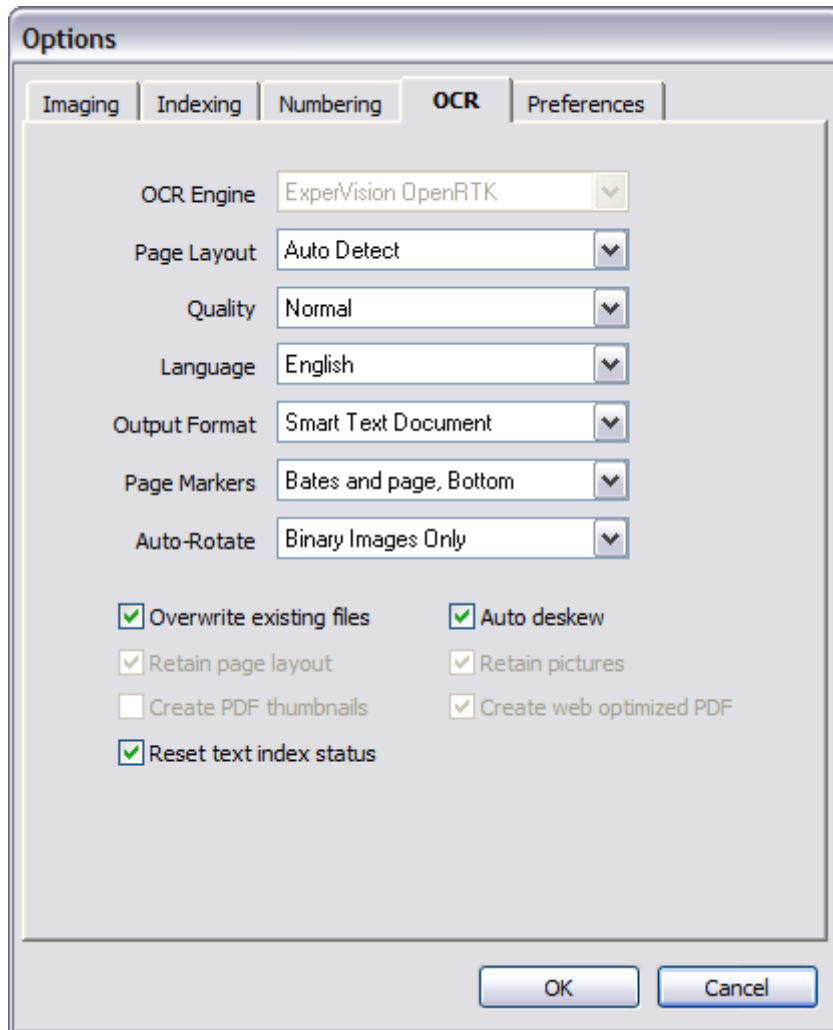 Options
Imaging Indexing Numbering OCR Preferences
OCR Engine ExperVision OpenRTK
Page Layout Auto Detect
Quality Normal
Language English
Output Format Smart Text Document
Page Markers Bates and page, Bottom
Auto-Rotate Binary Images Only
Overwrite existing files Auto deskew
Retain page layout Retain pictures
Create PDF thumbnails Create web optimized PDF
Reset text index status
OK Cancel